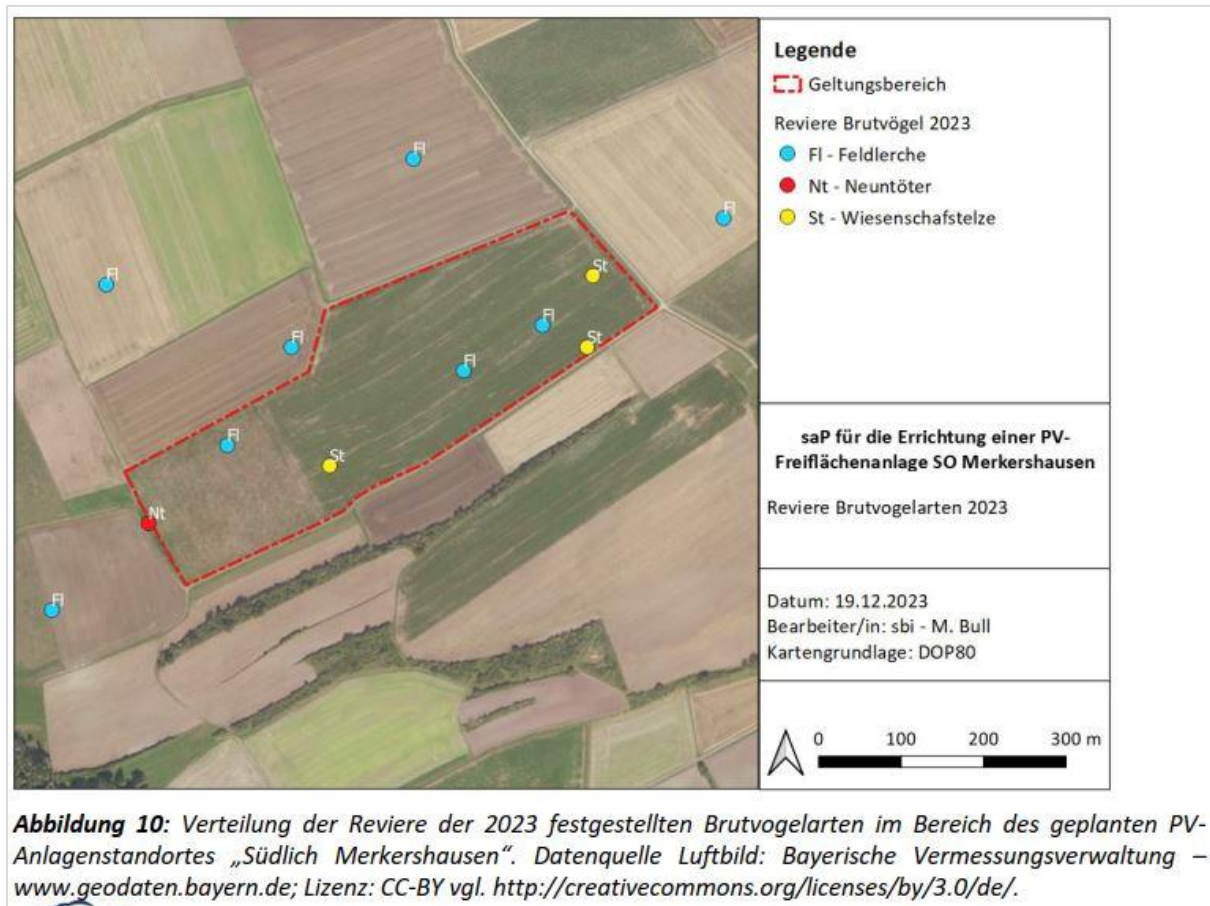 Fl
Fl
Fl
St
Fl
Fl
St
Fl
Fl
St
Nt
Fl
Legende
Geltungsbereich
Reviere Brutvögel 2023
Fl - Feldlerche
Nt - Neuntöter
St - Wiesenschafstelze
saP für die Errichtung einer PV-
Freiflächenanlage SO Merkershausen
Reviere Brutvogelarten 2023
Datum: 19.12.2023
Bearbeiter/in: sbi - M. Bull
Kartengrundlage: DOP80
0 100 200 300 m
Abbildung 10: Verteilung der Reviere der 2023 festgestellten Brutvogelarten im Bereich des geplanten PV-
Anlagenstandortes „Südlich Merkershausen“. Datenquelle Luftbild: Bayerische Vermessungsverwaltung –
www.geodaten.bayern.de; Lizenz: CC-BY vgl. http://creativecommons.org/licenses/by/3.0/de/.